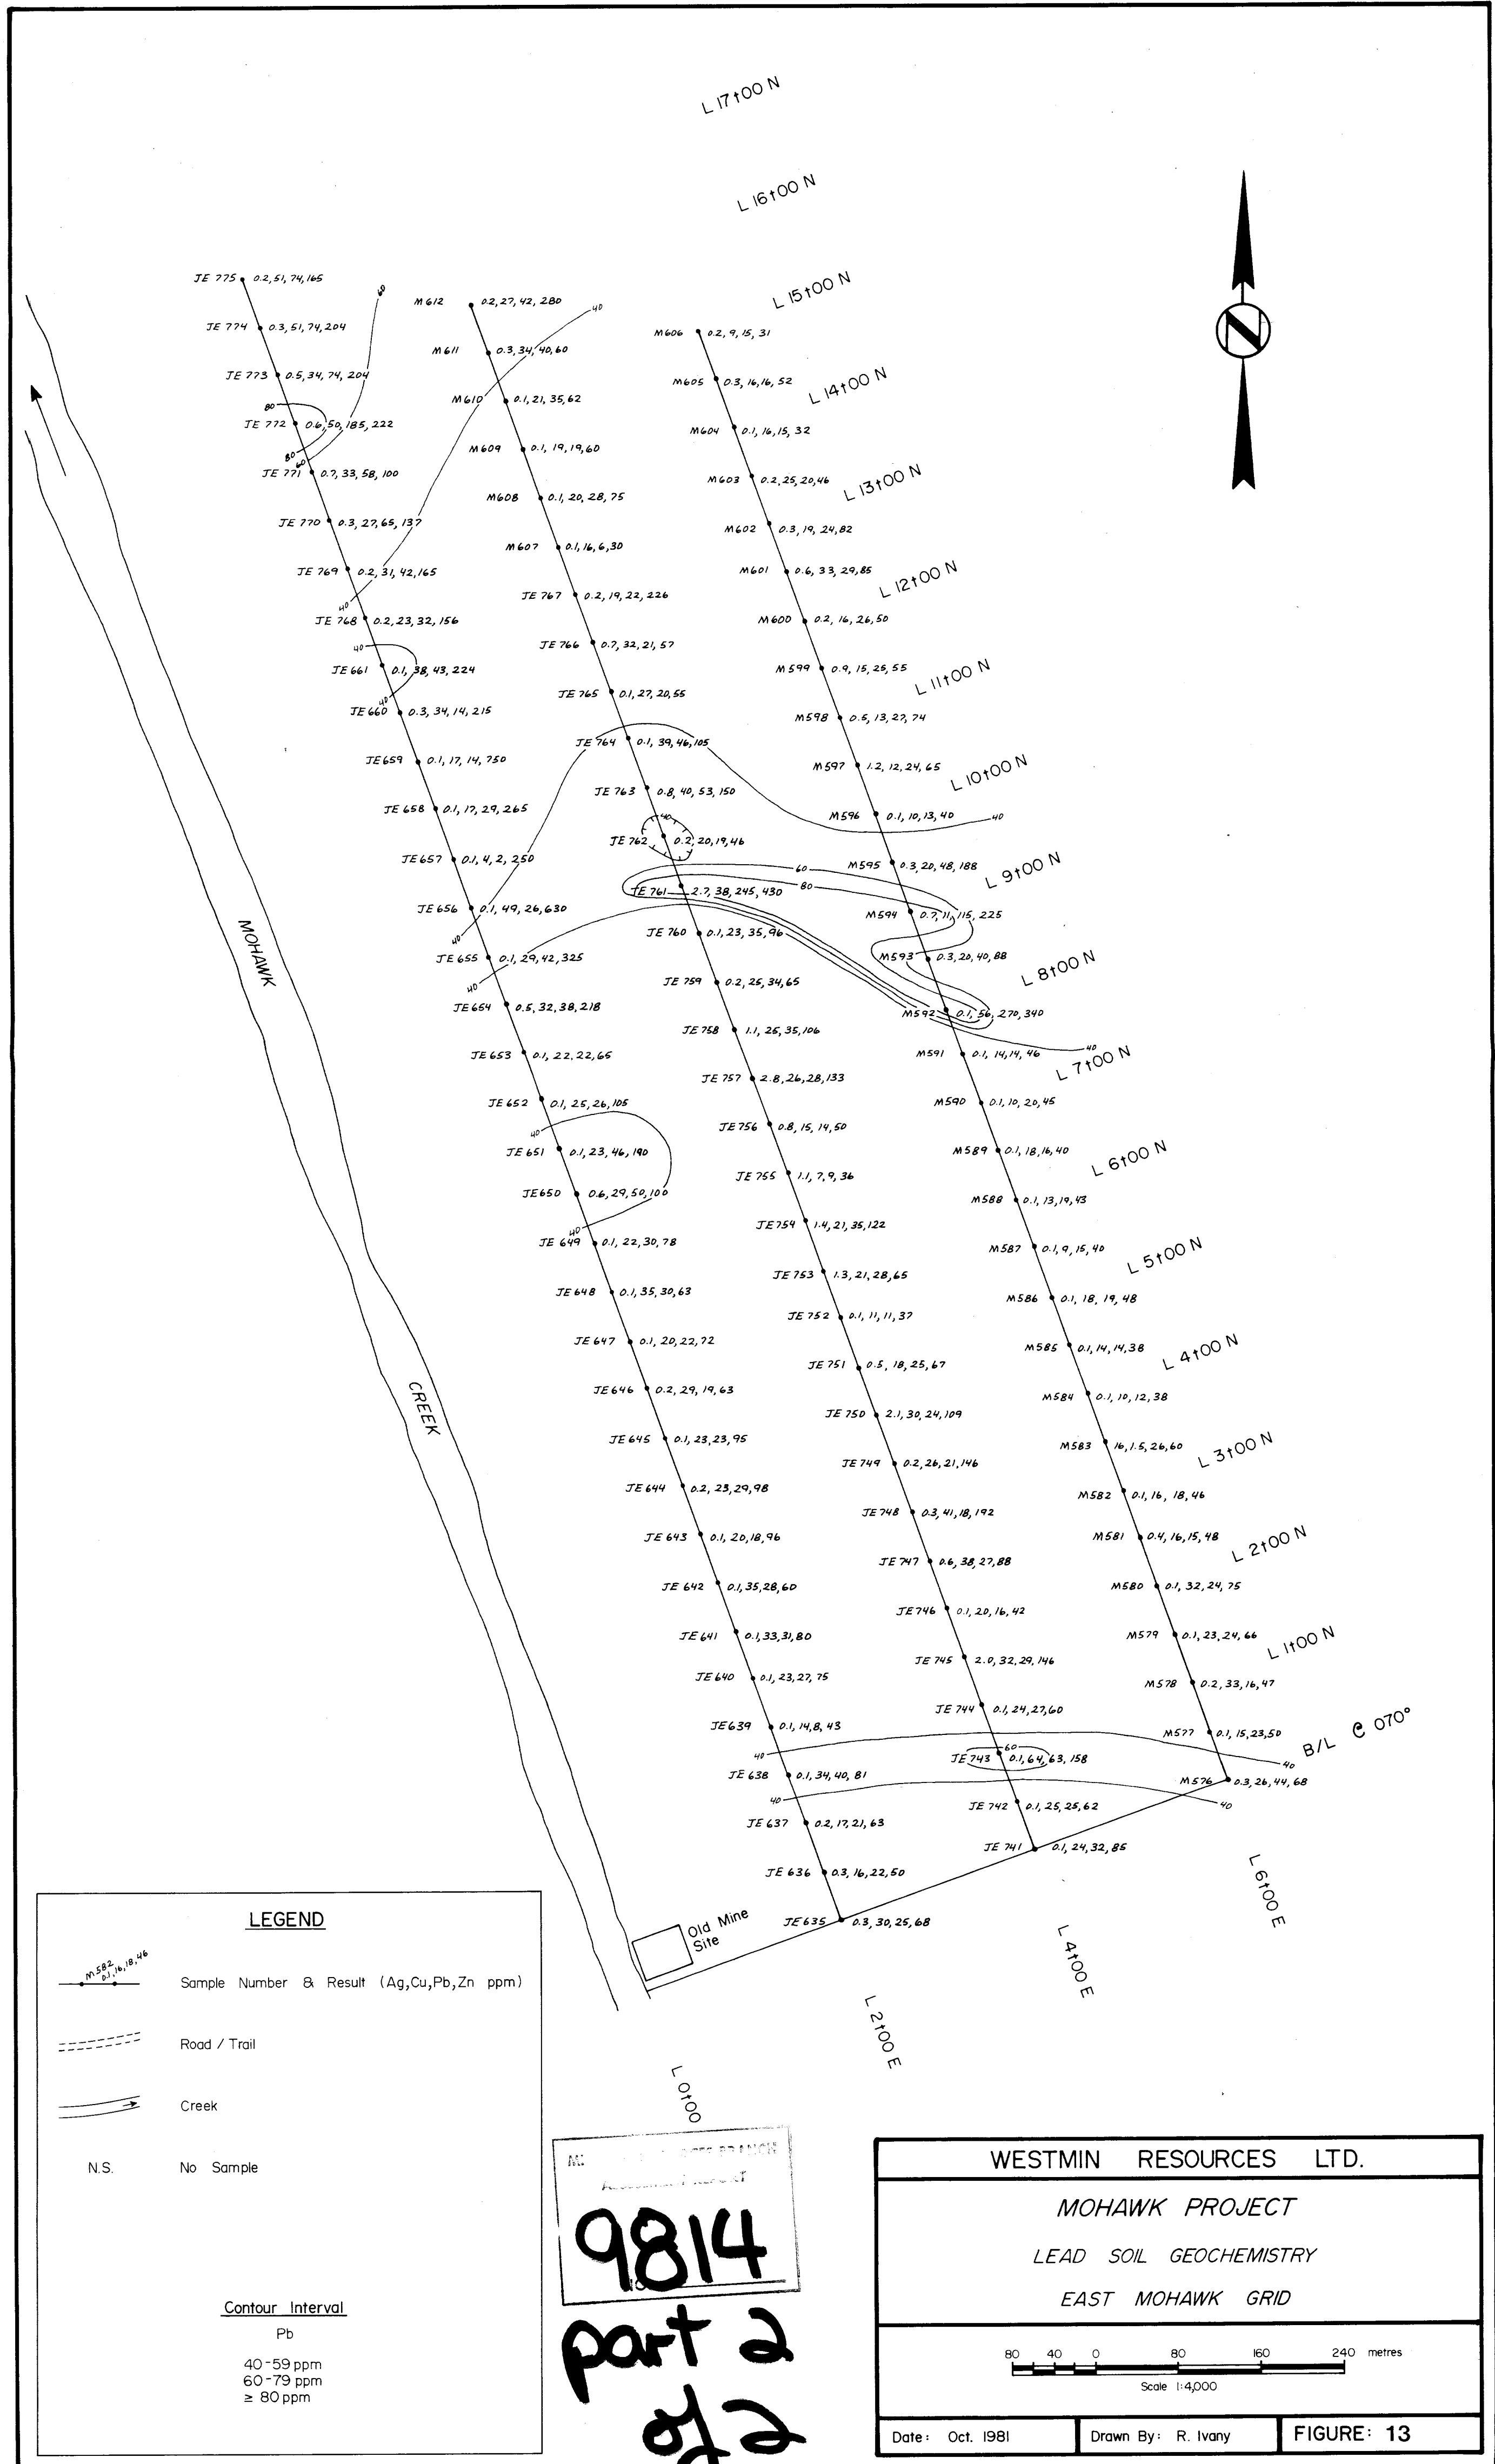 L 17+00 N
L 16+00 N
L 15+00 N
L 14+00 N
L 13+00 N
L 12+00 N
L 11+00 N
L 10+00 N
L 9+00 N
L 8+00 N
L 7+00 N
L 6+00 N
L 5+00 N
L 4+00 N
L 3+00 N
L 2+00 N
L 1+00 N
B/L @ 070°
JE 775 0.2, 51, 74, 165
JE 774 0.3, 51, 74, 204
JE 773 0.5, 34, 74, 204
80
JE 772 0.6, 50, 185, 222
80
60
JE 771 0.7, 33, 58, 100
JE 770 0.3, 27, 65, 137
JE 769 0.2, 31, 42, 165
40
JE 768 0.2, 23, 32, 156
40
JE 661 0.1, 38, 43, 224
40
JE 660 0.3, 34, 14, 215
JE 659 0.1, 17, 14, 750
JE 658 0.1, 17, 29, 265
JE 657 0.1, 4, 2, 250
JE 656 0.1, 49, 26, 630
40
JE 655 0.1, 29, 42, 325
40
JE 654 0.5, 32, 38, 218
JE 653 0.1, 22, 22, 65
JE 652 0.1, 25, 26, 105
40
JE 651 0.1, 23, 46, 190
JE 650 0.6, 29, 50, 100
40
JE 649 0.1, 22, 30, 78
JE 648 0.1, 35, 30, 63
JE 647 0.1, 20, 22, 72
JE 646 0.2, 29, 19, 63
JE 645 0.1, 23, 23, 95
JE 644 0.2, 23, 29, 98
JE 643 0.1, 20, 18, 96
JE 642 0.1, 35, 28, 60
JE 641 0.1, 33, 31, 80
JE 640 0.1, 23, 27, 75
JE 639 0.1, 14, 8, 43
40
JE 638 0.1, 34, 40, 81
40
JE 637 0.2, 17, 21, 63
JE 636 0.3, 16, 22, 50
JE 635 0.3, 30, 25, 68
M 612 0.2, 27, 42, 280
40
M 611 0.3, 34, 40, 60
M 610 0.1, 21, 35, 62
M 609 0.1, 19, 19, 60
M 608 0.1, 20, 28, 75
M 607 0.1, 16, 6, 30
JE 767 0.2, 19, 22, 226
JE 766 0.7, 32, 21, 57
JE 765 0.1, 27, 20, 55
JE 764 0.1, 39, 46, 105
JE 763 0.8, 40, 53, 150
40
JE 762 0.2, 20, 19, 46
60
80
JE 761 2.7, 38, 245, 430
JE 760 0.1, 23, 35, 96
JE 759 0.2, 25, 34, 65
JE 758 1.1, 25, 35, 106
JE 757 2.8, 26, 28, 133
JE 756 0.8, 15, 14, 50
JE 755 1.1, 7, 9, 36
JE 754 1.4, 21, 35, 122
JE 753 1.3, 21, 28, 65
JE 752 0.1, 11, 11, 37
JE 751 0.5, 18, 25, 67
JE 750 2.1, 30, 24, 109
JE 749 0.2, 26, 21, 146
JE 748 0.3, 41, 18, 192
JE 747 0.6, 38, 27, 88
JE 746 0.1, 20, 16, 42
JE 745 2.0, 32, 29, 146
JE 744 0.1, 24, 27, 60
60
JE 743 0.1, 64, 63, 158
JE 742 0.1, 25, 25, 62
JE 741 0.1, 24, 32, 85
M 606 0.2, 9, 15, 31
M 605 0.3, 16, 16, 52
M 604 0.1, 16, 15, 32
M 603 0.2, 25, 20, 46
M 602 0.3, 19, 24, 82
M 601 0.6, 33, 29, 85
M 600 0.2, 16, 26, 50
M 599 0.9, 15, 25, 55
M 598 0.5, 13, 27, 74
M 597 1.2, 12, 24, 65
M 596 0.1, 10, 13, 40
40
M 595 0.3, 20, 48, 188
M 594 0.7, 11, 115, 225
M 593 0.3, 20, 40, 88
M 592 0.1, 56, 270, 340
40
M 591 0.1, 14, 14, 46
M 590 0.1, 10, 20, 45
M 589 0.1, 18, 16, 40
M 588 0.1, 13, 19, 43
M 587 0.1, 9, 15, 40
M 586 0.1, 18, 19, 48
M 585 0.1, 14, 14, 38
M 584 0.1, 10, 12, 38
M 583 16, 1.5, 26, 60
M 582 0.1, 16, 18, 46
M 581 0.4, 16, 15, 48
M 580 0.1, 32, 24, 75
M 579 0.1, 23, 24, 66
M 578 0.2, 33, 16, 47
M 577 0.1, 15, 23, 50
40
M 576 0.3, 26, 44, 68
40
N
MOHAWK
CREEK
Old Mine
Site
L 0+00
L 2+00 E
L 4+00 E
L 6+00 E
LEGEND
M 582
0.1, 16, 18, 46
Sample Number & Result (Ag,Cu,Pb,Zn ppm)
Road / Trail
Creek
N.S. No Sample
Contour Interval
Pb
40-59 ppm
60-79 ppm
≥ 80 ppm
9814
part 2
of 2
WESTMIN RESOURCES LTD.
MOHAWK PROJECT
LEAD SOIL GEOCHEMISTRY
EAST MOHAWK GRID
80 40 0 80 160 240 metres
Scale 1:4,000
Date: Oct. 1981
Drawn By: R. Ivany
FIGURE: 13